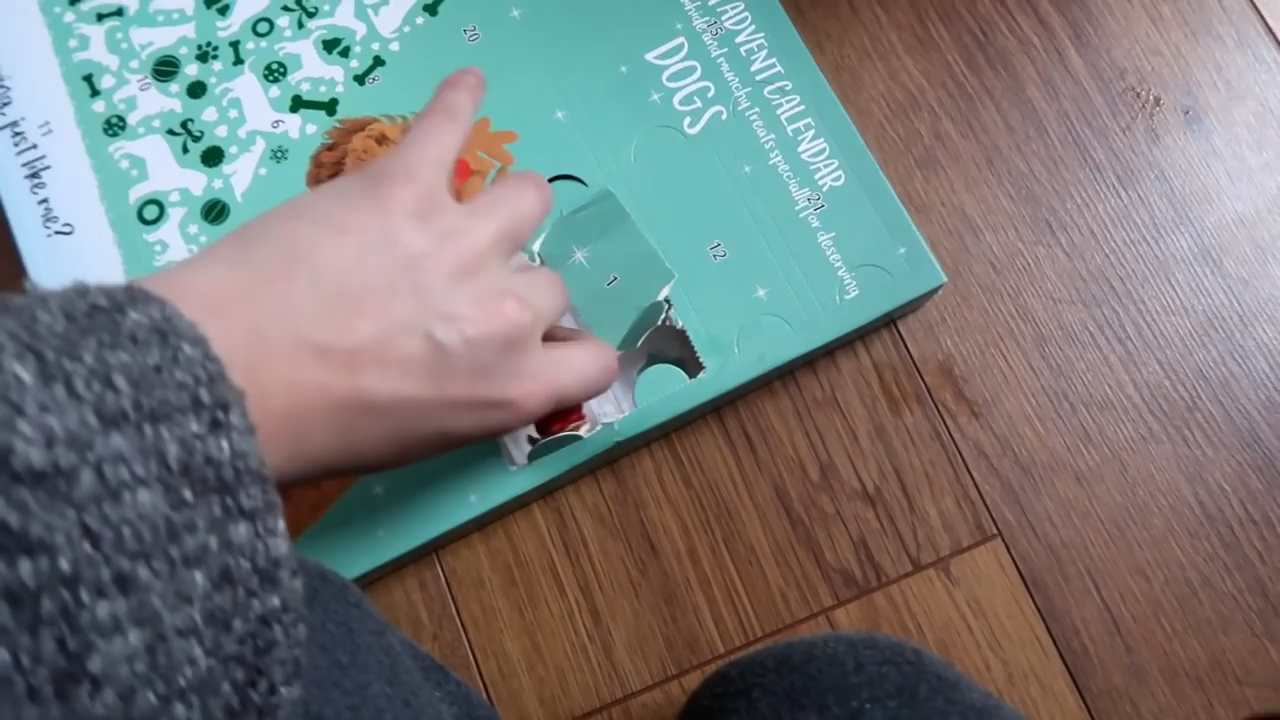 ADVENT CALENDAR
and munchy treats specially for deserving
DOGS
just like me?
20
15
10
8
6
11
21
12
1